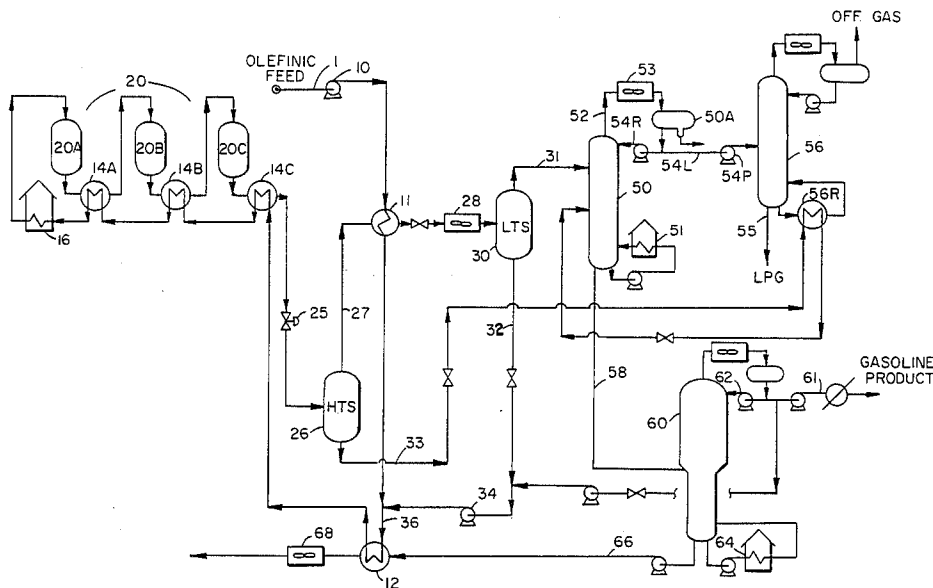 OFF GAS
OLEFINIC
FEED
1
10
20
53
52
54R
50A
54L
54P
56
20A
20B
20C
14A
14B
14C
16
31
11
28
LTS
30
50
51
56R
55
LPG
25
27
32
HTS
26
33
58
62
61
GASOLINE
PRODUCT
60
34
36
68
12
66
64